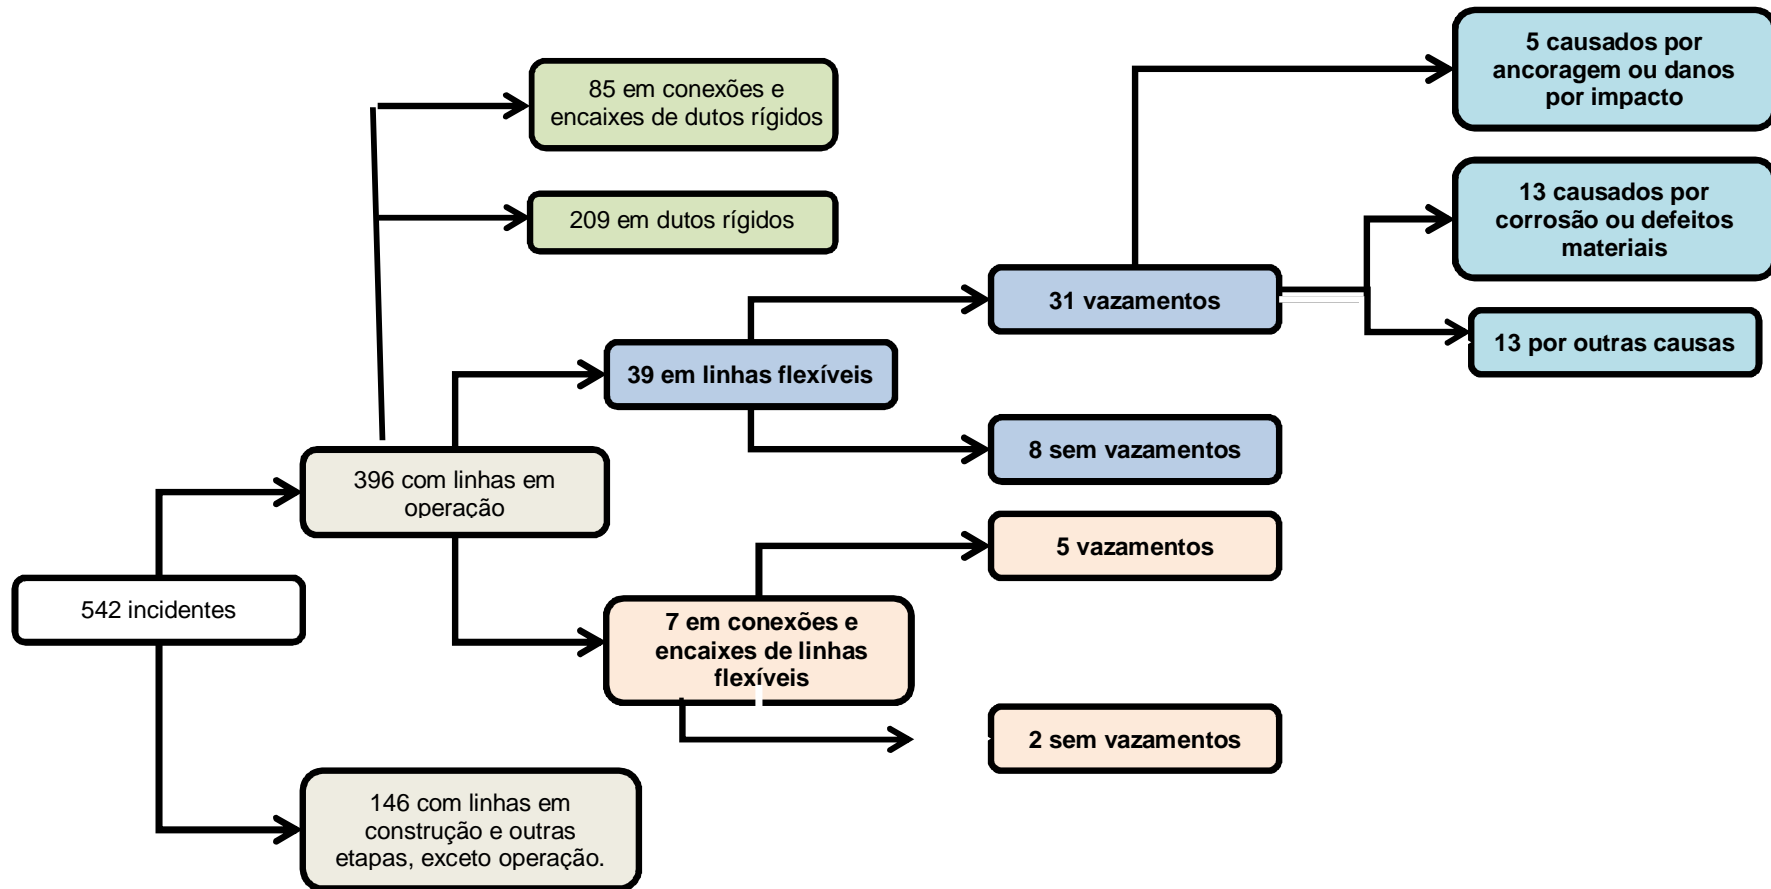 5 causados por
ancoragem ou danos
por impacto
85 em conexões e
encaixes de dutos rígidos
13 causados por
corrosão ou defeitos
materiais
209 em dutos rígidos
31 vazamentos
13 por outras causas
39 em linhas flexíveis
8 sem vazamentos
396 com linhas em
operação
5 vazamentos
542 incidentes
7 em conexões e
encaixes de linhas
flexíveis
2 sem vazamentos
146 com linhas em
construção e outras
etapas, exceto operação.